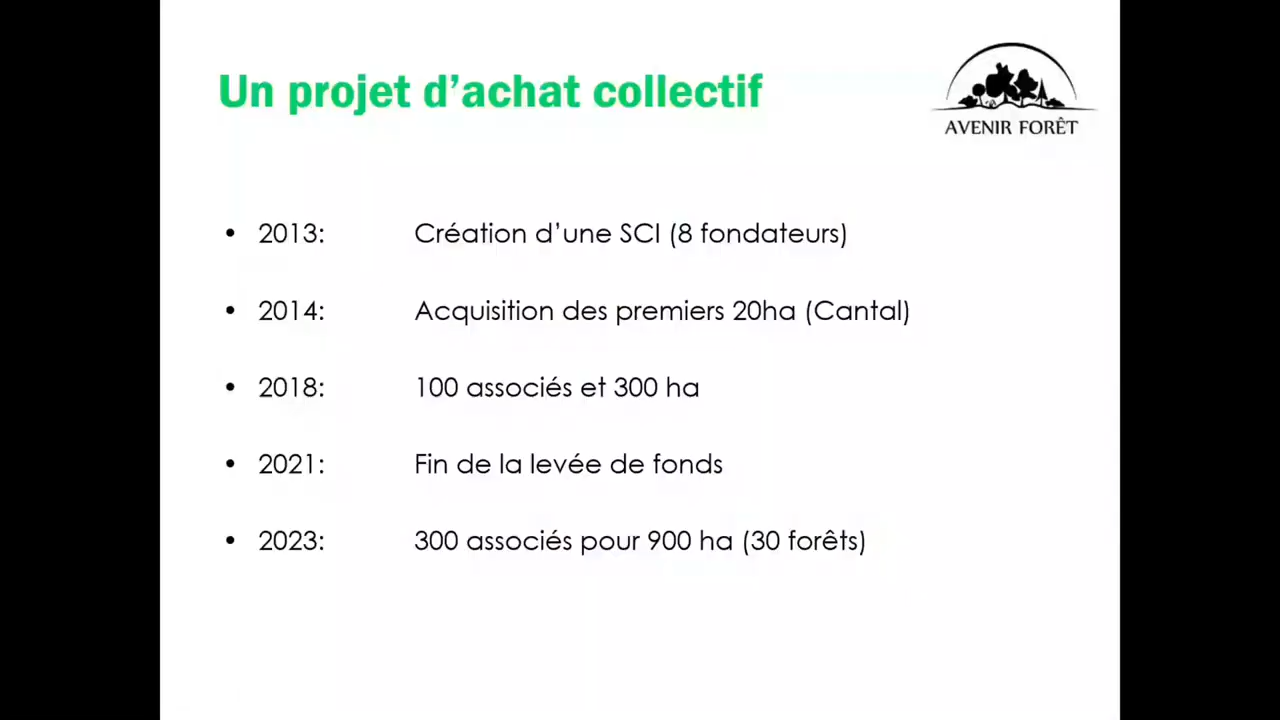 Un projet d’achat collectif
AVENIR FORÊT
• 2013: Création d’une SCI (8 fondateurs)
• 2014: Acquisition des premiers 20ha (Cantal)
• 2018: 100 associés et 300 ha
• 2021: Fin de la levée de fonds
• 2023: 300 associés pour 900 ha (30 forêts)